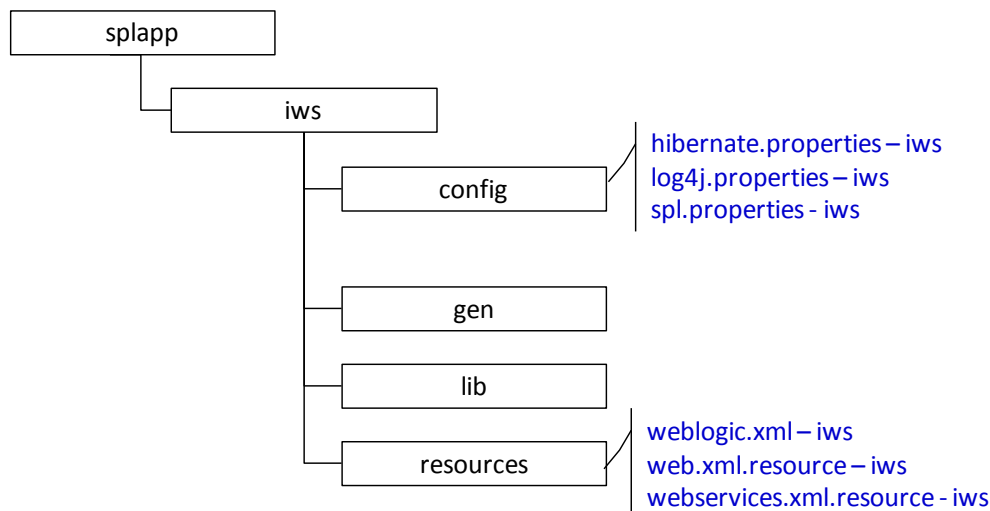 splapp
iws
hibernate.properties – iws
log4j.properties – iws
config
spl.properties - iws
gen
lib
weblogic.xml – iws
resources
web.xml.resource – iws
webservices.xml.resource - iws